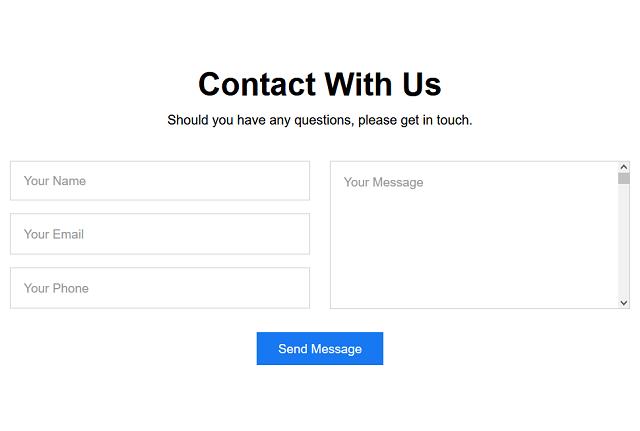 Contact With Us
Should you have any questions, please get in touch.
Your Name
Your Email
Your Phone
Your Message
Send Message